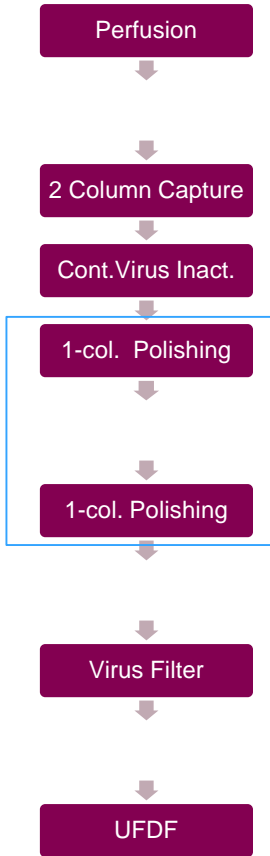 Perfusion
2 Column Capture
Cont.Virus Inact.
1-col.  Polishing
1-col. Polishing
Virus Filter
UFDF